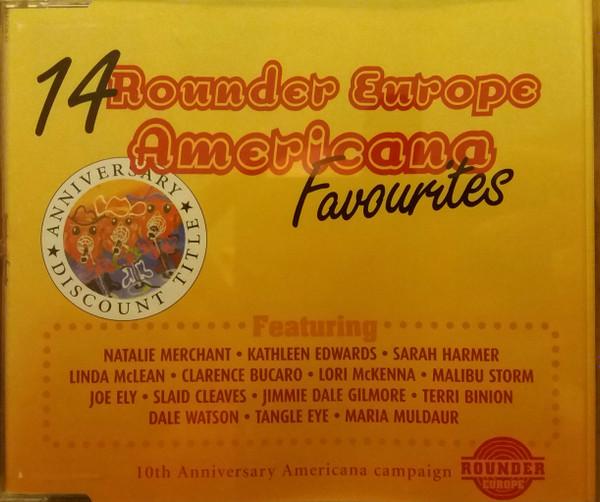 14 Rounder Europe
Americana
Favourites
★ ANNIVERSARY ★
DISCOUNT TITLE
Featuring
NATALIE MERCHANT • KATHLEEN EDWARDS • SARAH HARMER
LINDA McLEAN • CLARENCE BUCARO • LORI McKENNA • MALIBU STORM
JOE ELY • SLAID CLEAVES • JIMMIE DALE GILMORE • TERRI BINION
DALE WATSON • TANGLE EYE • MARIA MULDAUR
10th Anniversary Americana campaign
ROUNDER
EUROPE